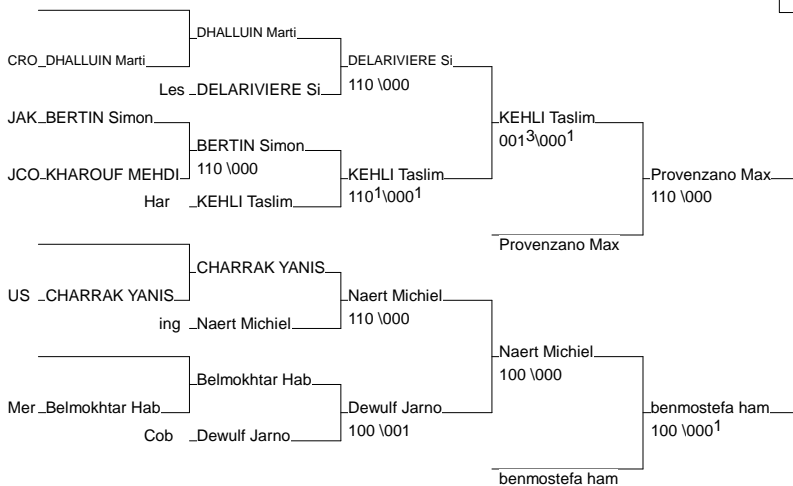 DHALLUIN Marti
CRO DHALLUIN Marti
DELARIVIERE Si
Les DELARIVIERE Si
110 \000
JAK BERTIN Simon
KEHLI Taslim
001³\000¹
BERTIN Simon
110 \000
JCO KHAROUF MEHDI
KEHLI Taslim
110¹\000¹
Provenzano Max
110 \000
Har KEHLI Taslim
Provenzano Max
CHARRAK YANIS
US CHARRAK YANIS
Naert Michiel
110 \000
ing Naert Michiel
Naert Michiel
100 \000
Belmokhtar Hab
Mer Belmokhtar Hab
Dewulf Jarno
100 \001
benmostefa ham
100 \000¹
Cob Dewulf Jarno
benmostefa ham